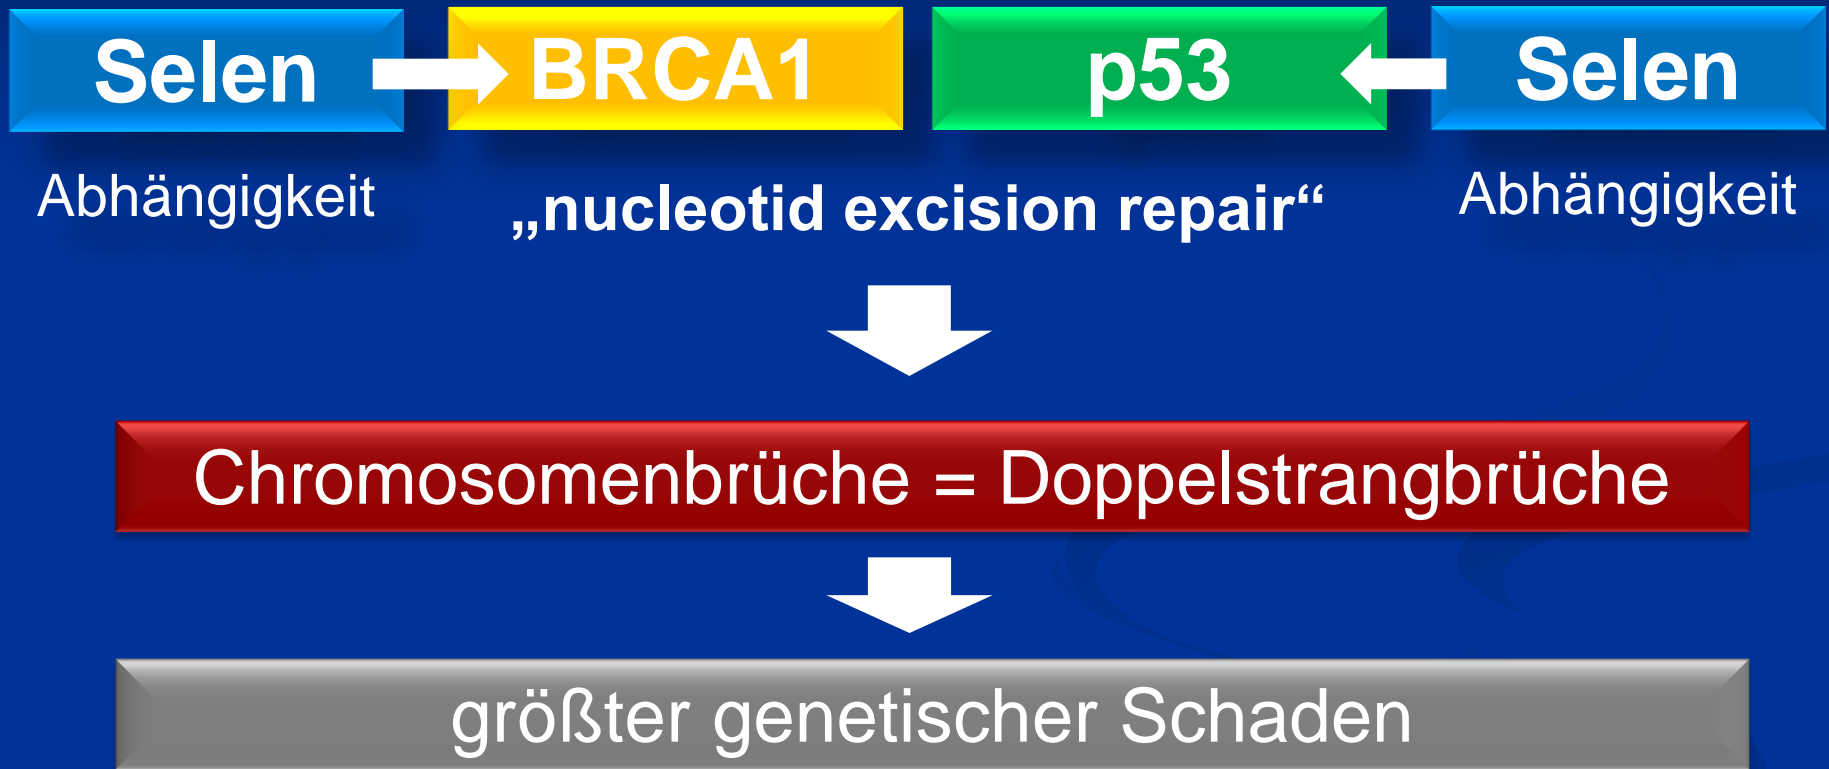 Selen
BRCA1
p53
Selen
Abhängigkeit
„nucleotid excision repair“
Abhängigkeit
Chromosomenbrüche = Doppelstrangbrüche
größter genetischer Schaden